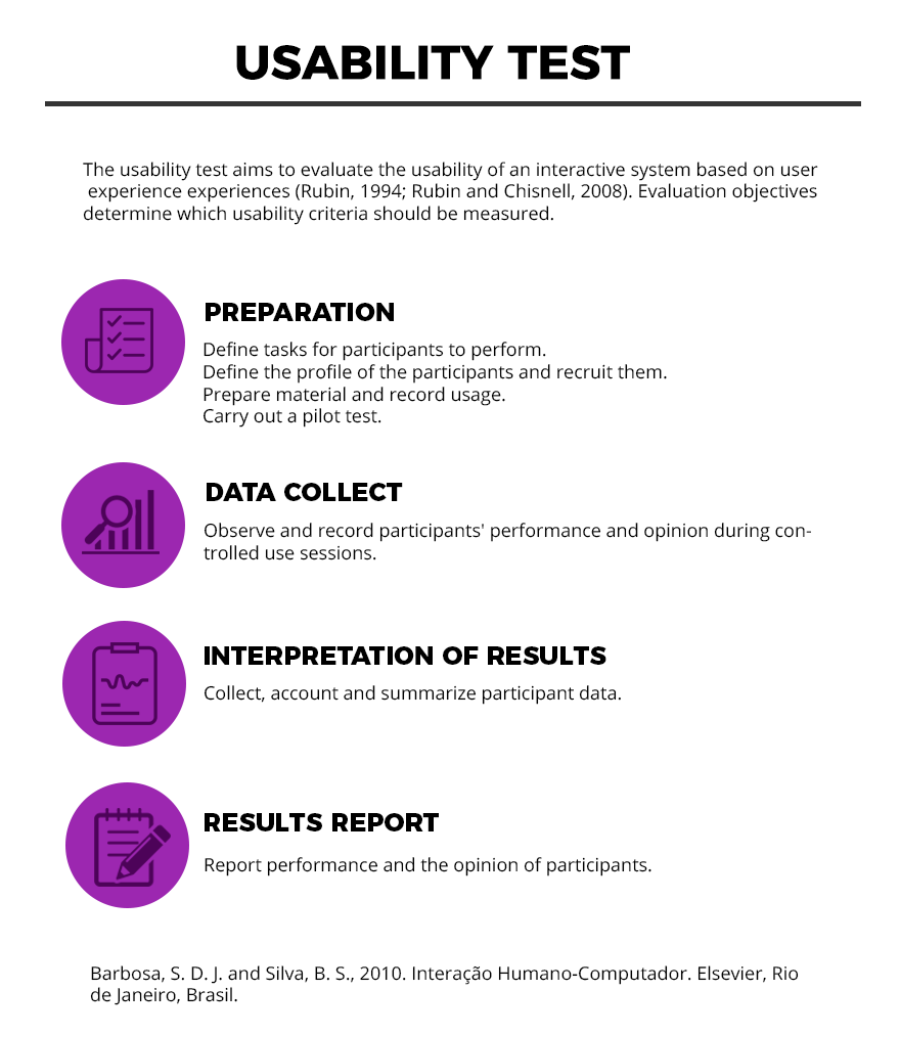 USABILITY TEST
The usability test aims to evaluate the usability of an interactive system based on user
experience experiences (Rubin, 1994; Rubin and Chisnell, 2008). Evaluation objectives
determine which usability criteria should be measured.
PREPARATION
Define tasks for participants to perform.
Define the profile of the participants and recruit them.
Prepare material and record usage.
Carry out a pilot test.
DATA COLLECT
Observe and record participants' performance and opinion during con-
trolled use sessions.
INTERPRETATION OF RESULTS
Collect, account and summarize participant data.
RESULTS REPORT
Report performance and the opinion of participants.
Barbosa, S. D. J. and Silva, B. S., 2010. Interação Humano-Computador. Elsevier, Rio
de Janeiro, Brasil.